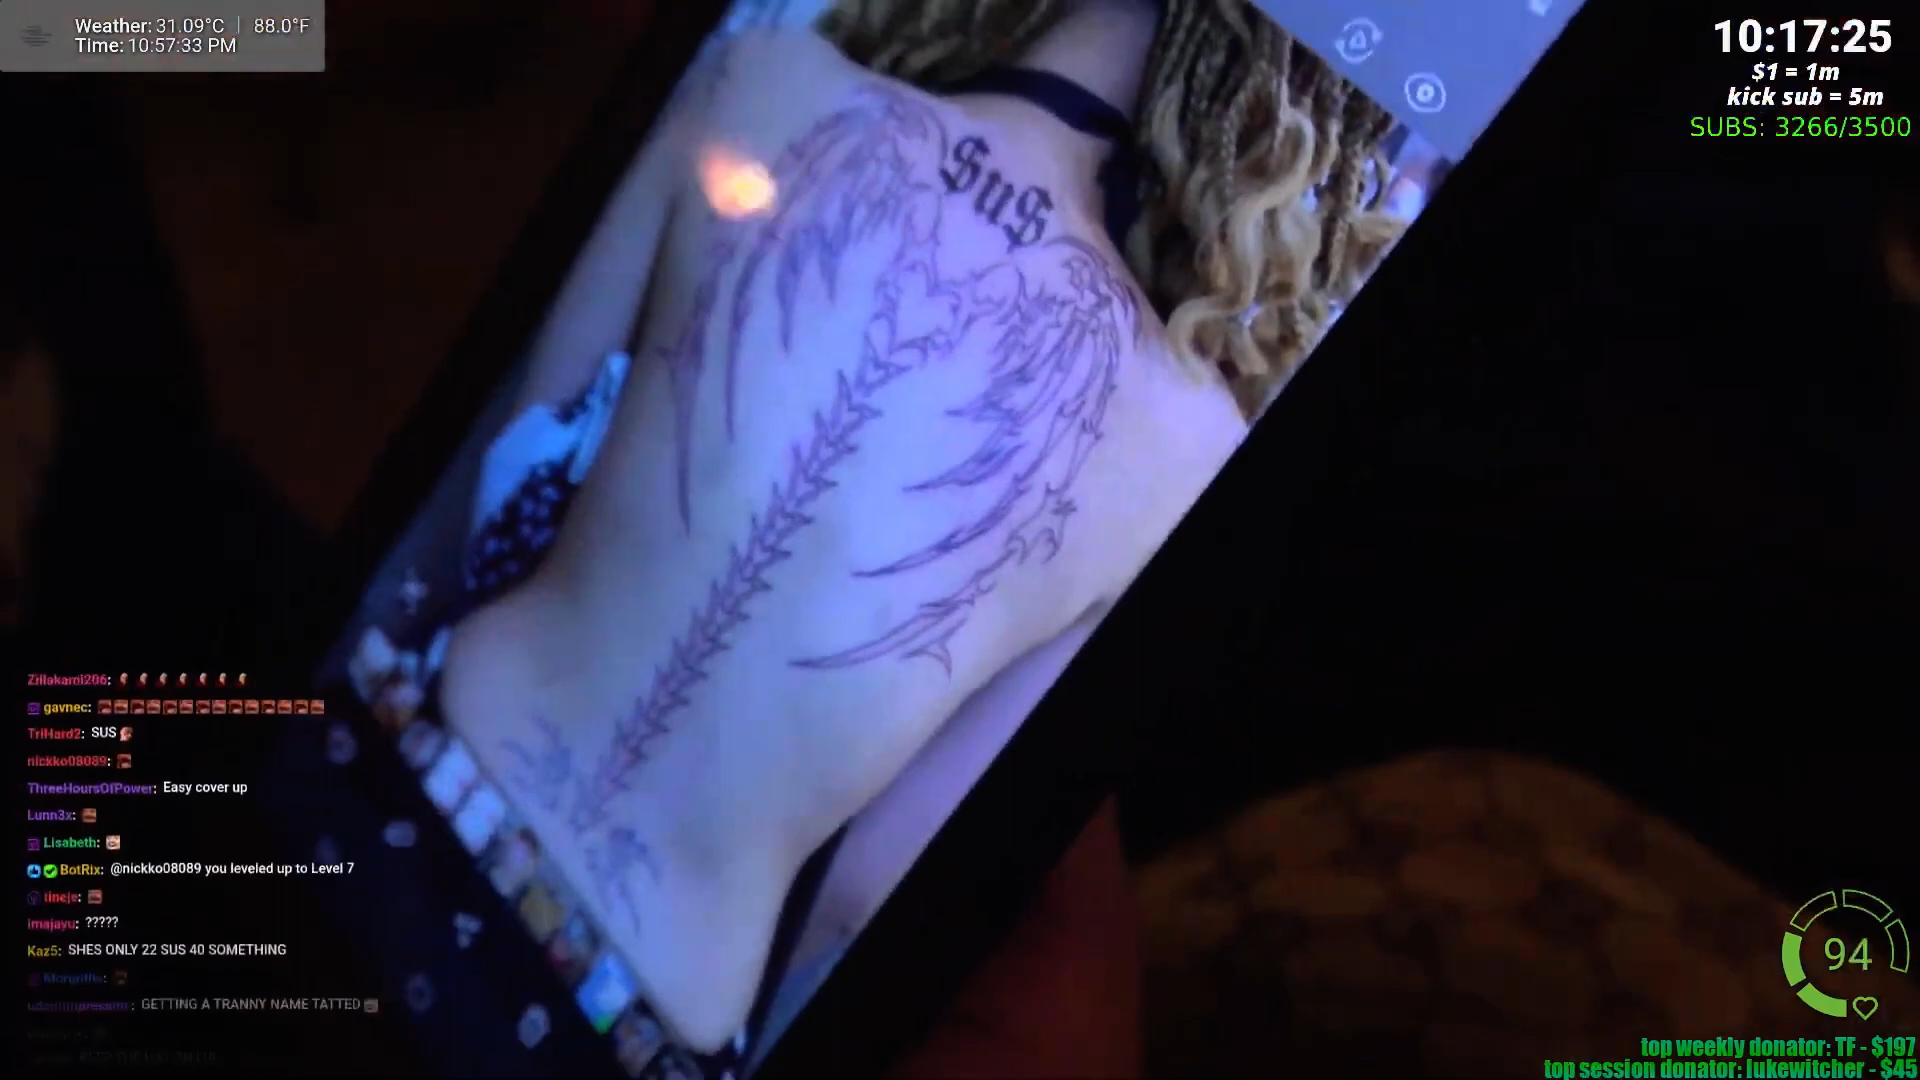 Weather: 31.09°C | 88.0°F
Time: 10:57:33 PM
10:17:25
$1 = 1m
kick sub = 5m
SUBS: 3266/3500
$u$
Zillakami206:
gavnec:
TriHard2: SUS
nickko08089:
ThreeHoursOfPower: Easy cover up
Lunn3x:
Lisabeth:
BotRix: @nickko08089 you leveled up to Level 7
tineje:
imajayu: ?????
Kaz5: SHES ONLY 22 SUS 40 SOMETHING
GETTING A TRANNY NAME TATTED
94
top weekly donator: TF - $197
top session donator: lukewitcher - $45